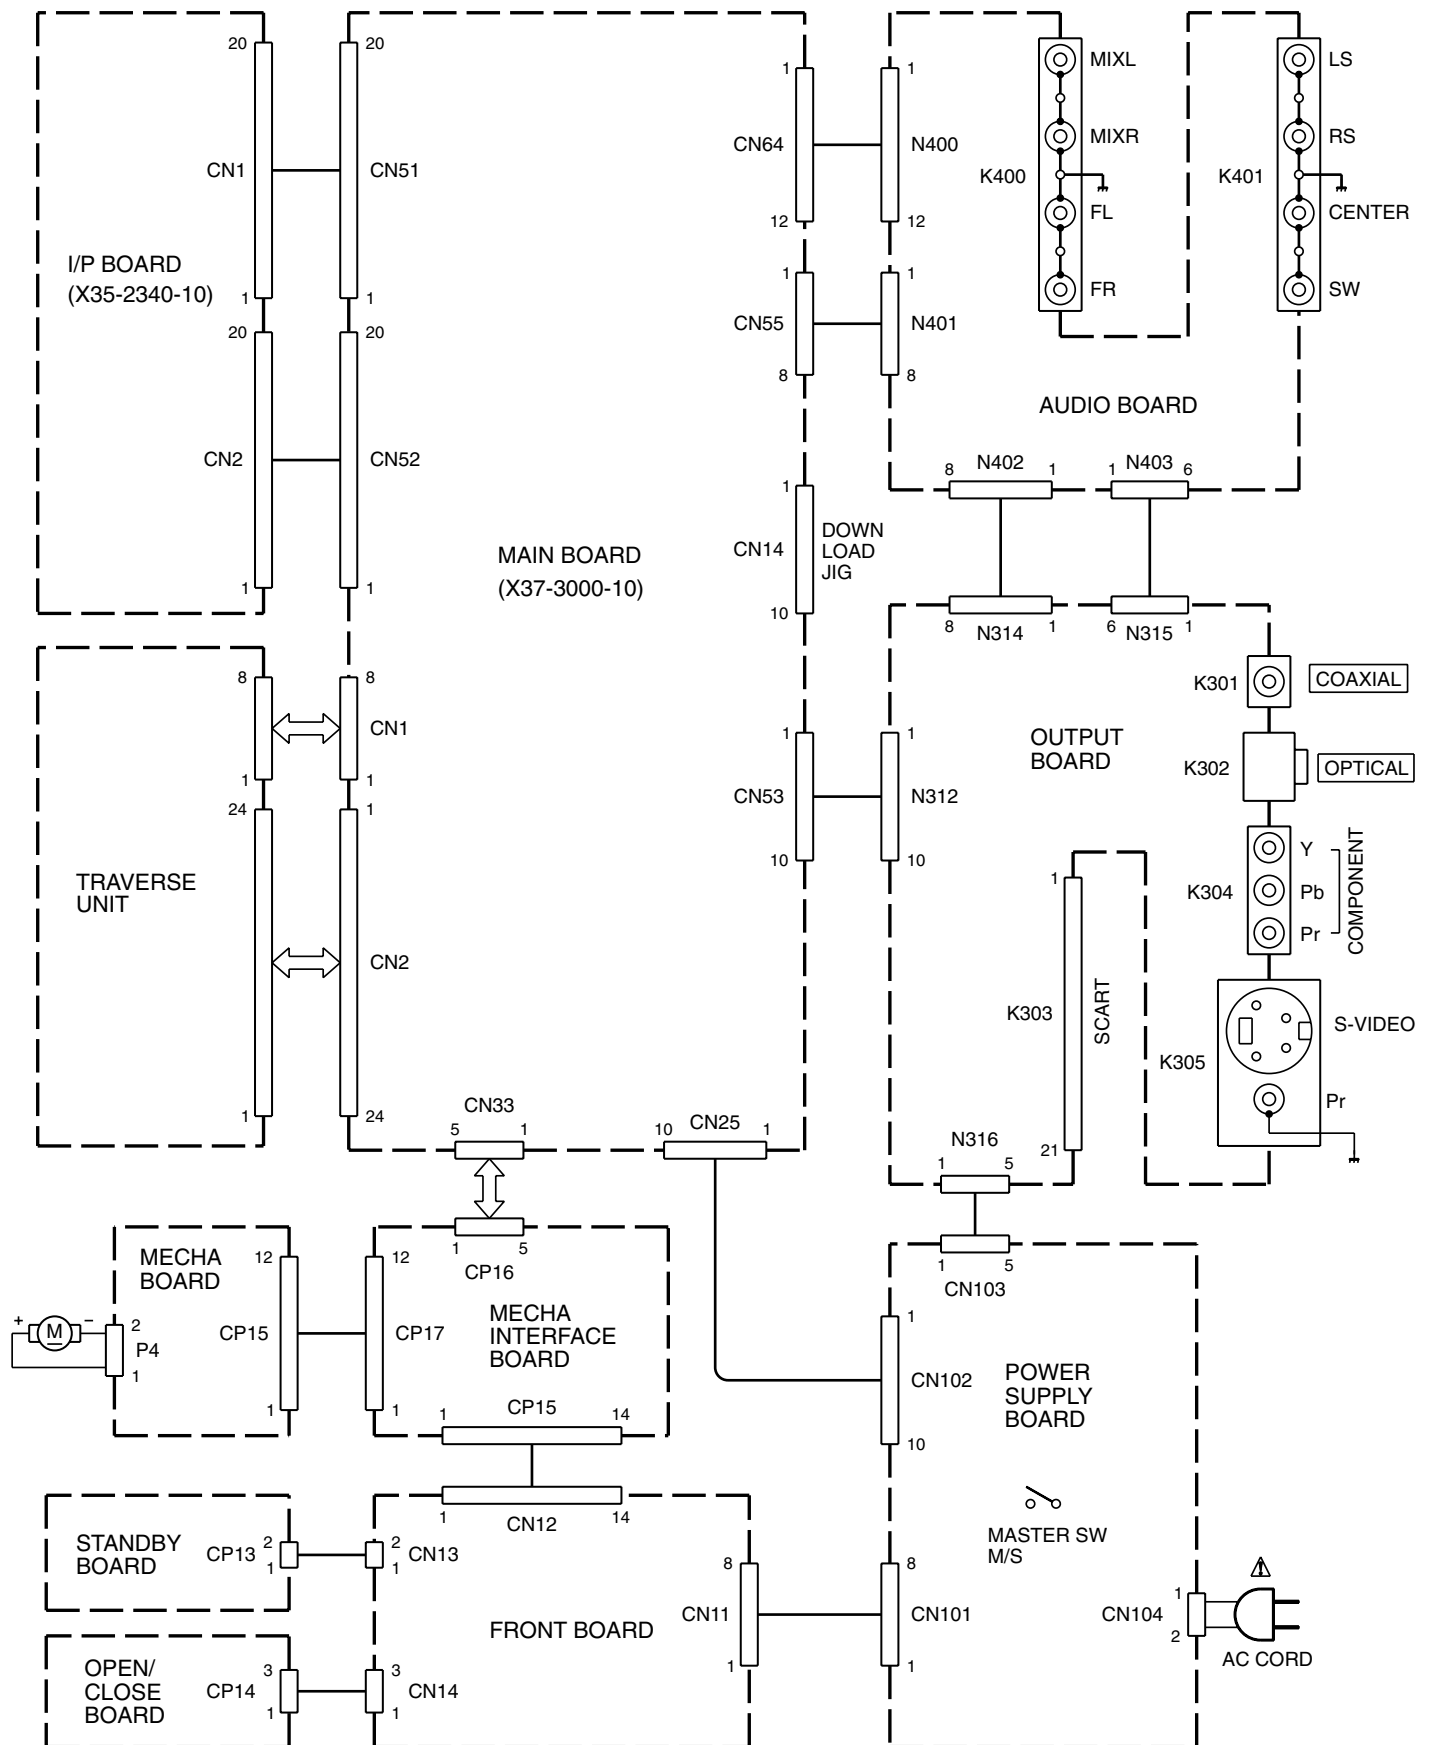 20
20
1
1
MIXL
LS
CN1
CN51
CN64
N400
MIXR
RS
K400
K401
12
12
FL
CENTER
I/P BOARD
(X35-2340-10)
1
1
1
1
FR
SW
20
20
CN55
N401
8
8
AUDIO BOARD
CN2
CN52
8
N402
1
1
N403
6
1
MAIN BOARD
(X37-3000-10)
CN14
DOWN
LOAD
JIG
1
1
10
8
N314
1
6
N315
1
8
8
K301
COAXIAL
CN1
1
1
1
1
OUTPUT
BOARD
K302
OPTICAL
CN53
N312
24
1
10
10
Y
K304
Pb
Pr
COMPONENT
TRAVERSE
UNIT
1
CN2
K303
SCART
S-VIDEO
K305
Pr
1
24
CN33
5
1
10
CN25
1
N316
1
5
21
MECHA
BOARD
12
12
1
5
CP16
1
5
CN103
+
M
−
2
P4
1
CP15
CP17
MECHA
INTERFACE
BOARD
1
CN102
10
POWER
SUPPLY
BOARD
1
1
1
CP15
14
1
CN12
14
MASTER SW
M/S
STANDBY
BOARD
CP13
2
1
2
1
CN13
8
8
CN11
CN101
1
1
FRONT BOARD
CN104
1
2
AC CORD
OPEN/
CLOSE
BOARD
CP14
3
1
3
1
CN14